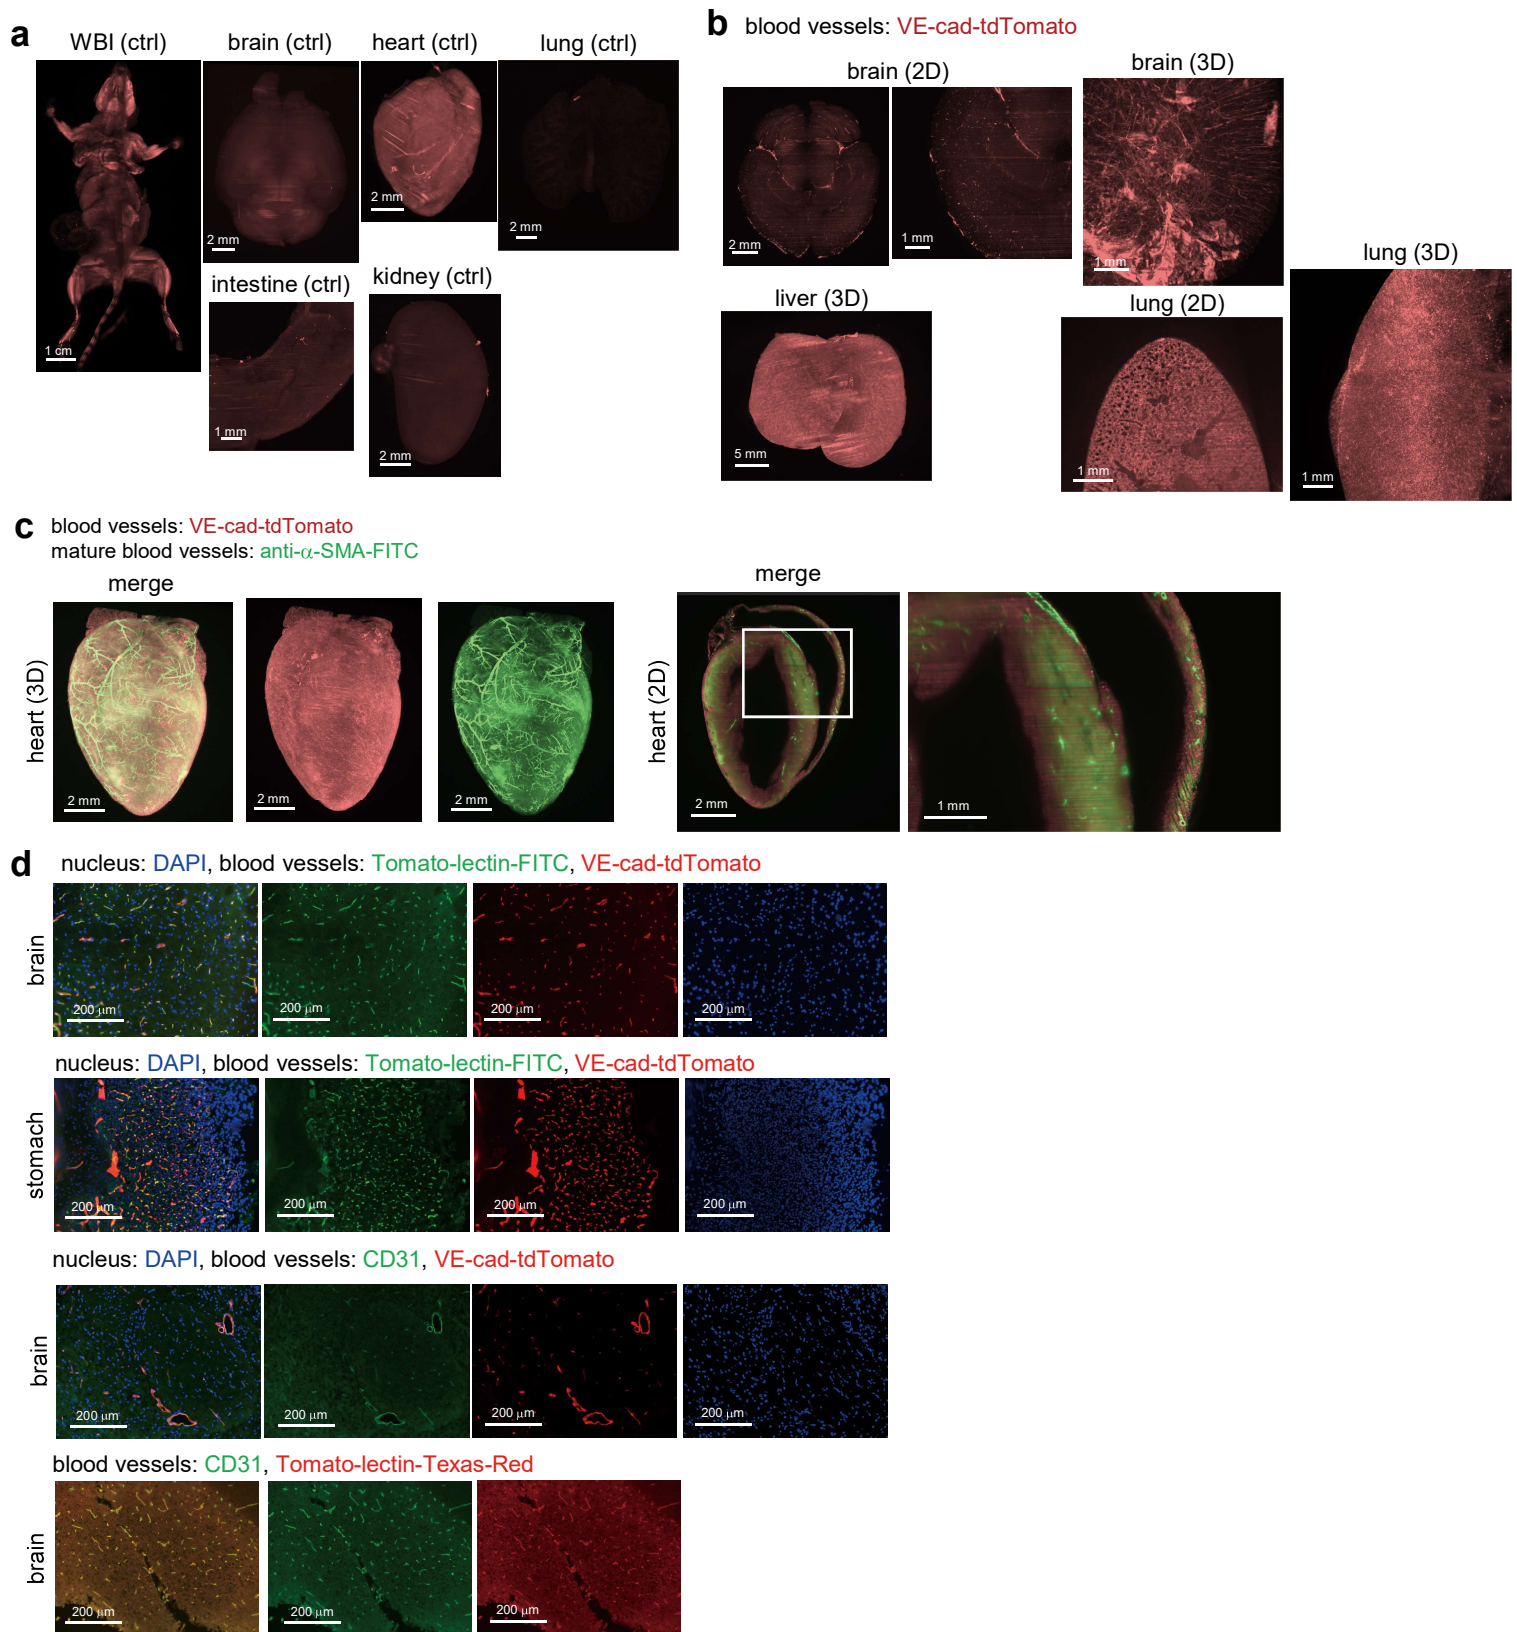 a
WBI (ctrl)
brain (ctrl)
heart (ctrl)
lung (ctrl)
1 cm
2 mm
2 mm
2 mm
intestine (ctrl)
kidney (ctrl)
1 mm
2 mm
b
blood vessels: VE-cad-tdTomato
brain (2D)
brain (3D)
2 mm
1 mm
1 mm
liver (3D)
lung (2D)
lung (3D)
5 mm
1 mm
1 mm
c
blood vessels: VE-cad-tdTomato
mature blood vessels: anti-α-SMA-FITC
merge
merge
heart (3D)
2 mm
2 mm
2 mm
heart (2D)
2 mm
1 mm
d
nucleus: DAPI, blood vessels: Tomato-lectin-FITC, VE-cad-tdTomato
brain
200 μm
200 μm
200 μm
200 μm
nucleus: DAPI, blood vessels: Tomato-lectin-FITC, VE-cad-tdTomato
stomach
200 μm
200 μm
200 μm
200 μm
nucleus: DAPI, blood vessels: CD31, VE-cad-tdTomato
brain
200 μm
200 μm
200 μm
200 μm
blood vessels: CD31, Tomato-lectin-Texas-Red
brain
200 μm
200 μm
200 μm